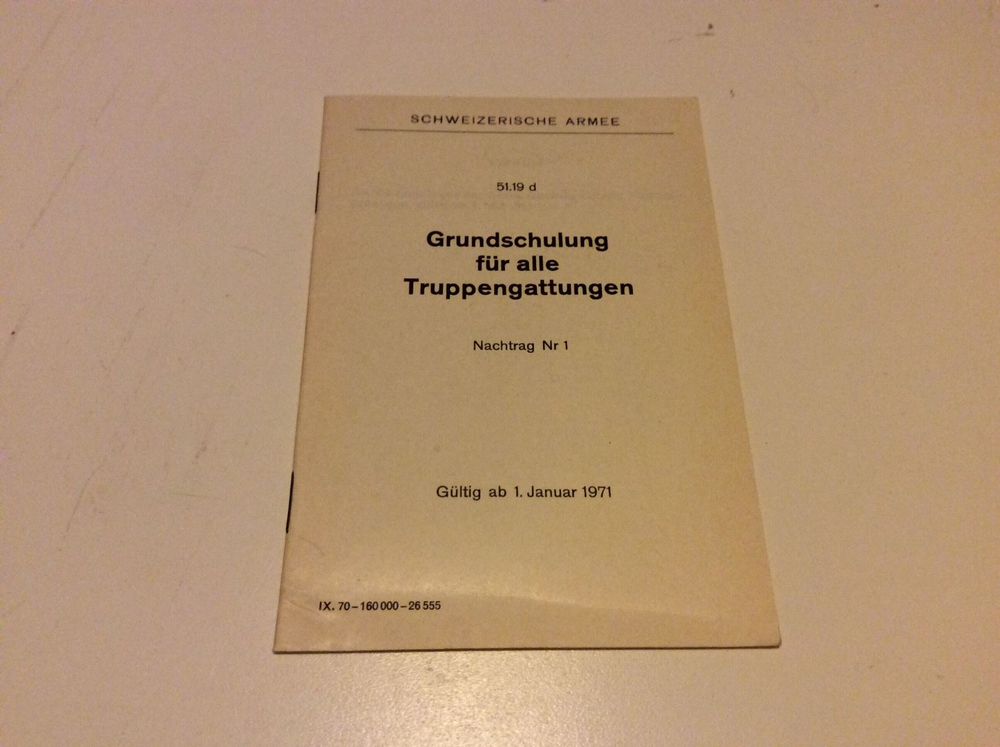 SCHWEIZERISCHE ARMEE
51.19 d
Grundschulung
für alle
Truppengattungen
Nachtrag Nr 1
Gültig ab 1. Januar 1971
IX. 70 – 160 000 – 26 555